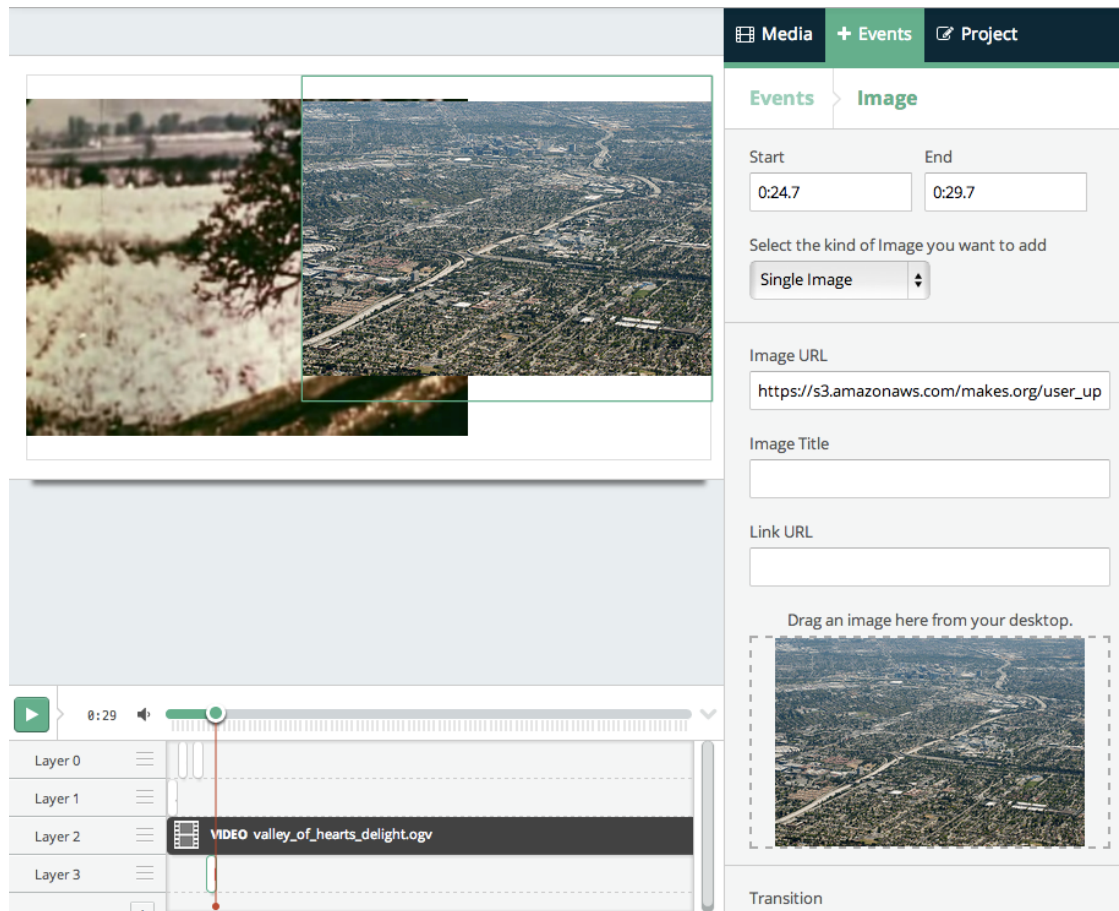 Media
Events
Project
Events
Image
Start
End
0:24.7
0:29.7
Select the kind of Image you want to add
Single Image
Image URL
https://s3.amazonaws.com/makes.org/user_up
Image Title
Link URL
Drag an image here from your desktop.
Transition
0:29
Layer 0
Layer 1
Layer 2
VIDEO valley_of_hearts_delight.ogv
Layer 3